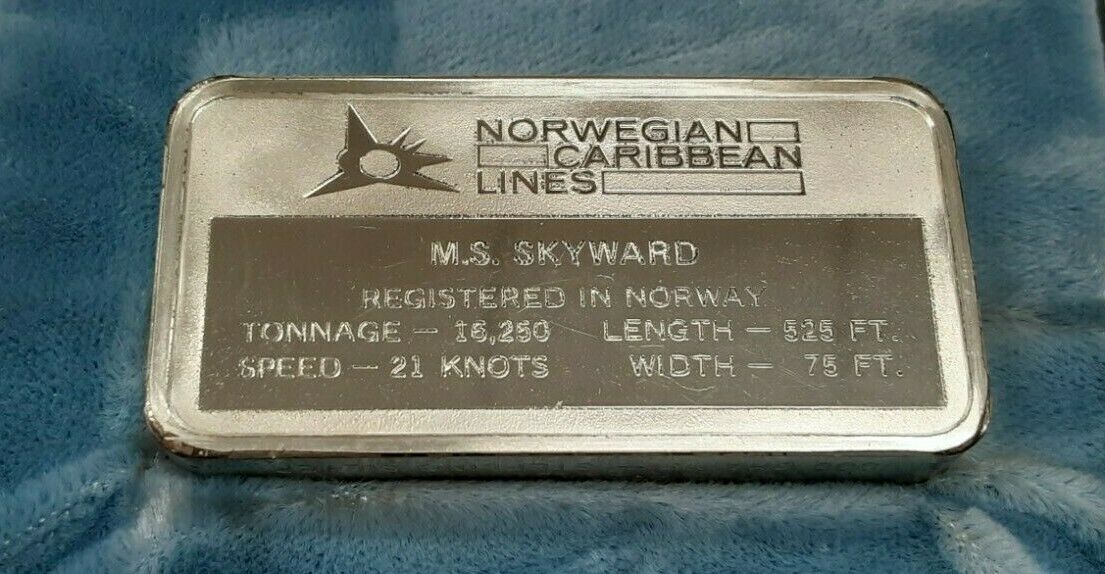 NORWEGIAN
CARIBBEAN
LINES
M.S. SKYWARD
REGISTERED IN NORWAY
TONNAGE — 16,250 LENGTH — 525 FT.
SPEED — 21 KNOTS WIDTH — 75 FT.